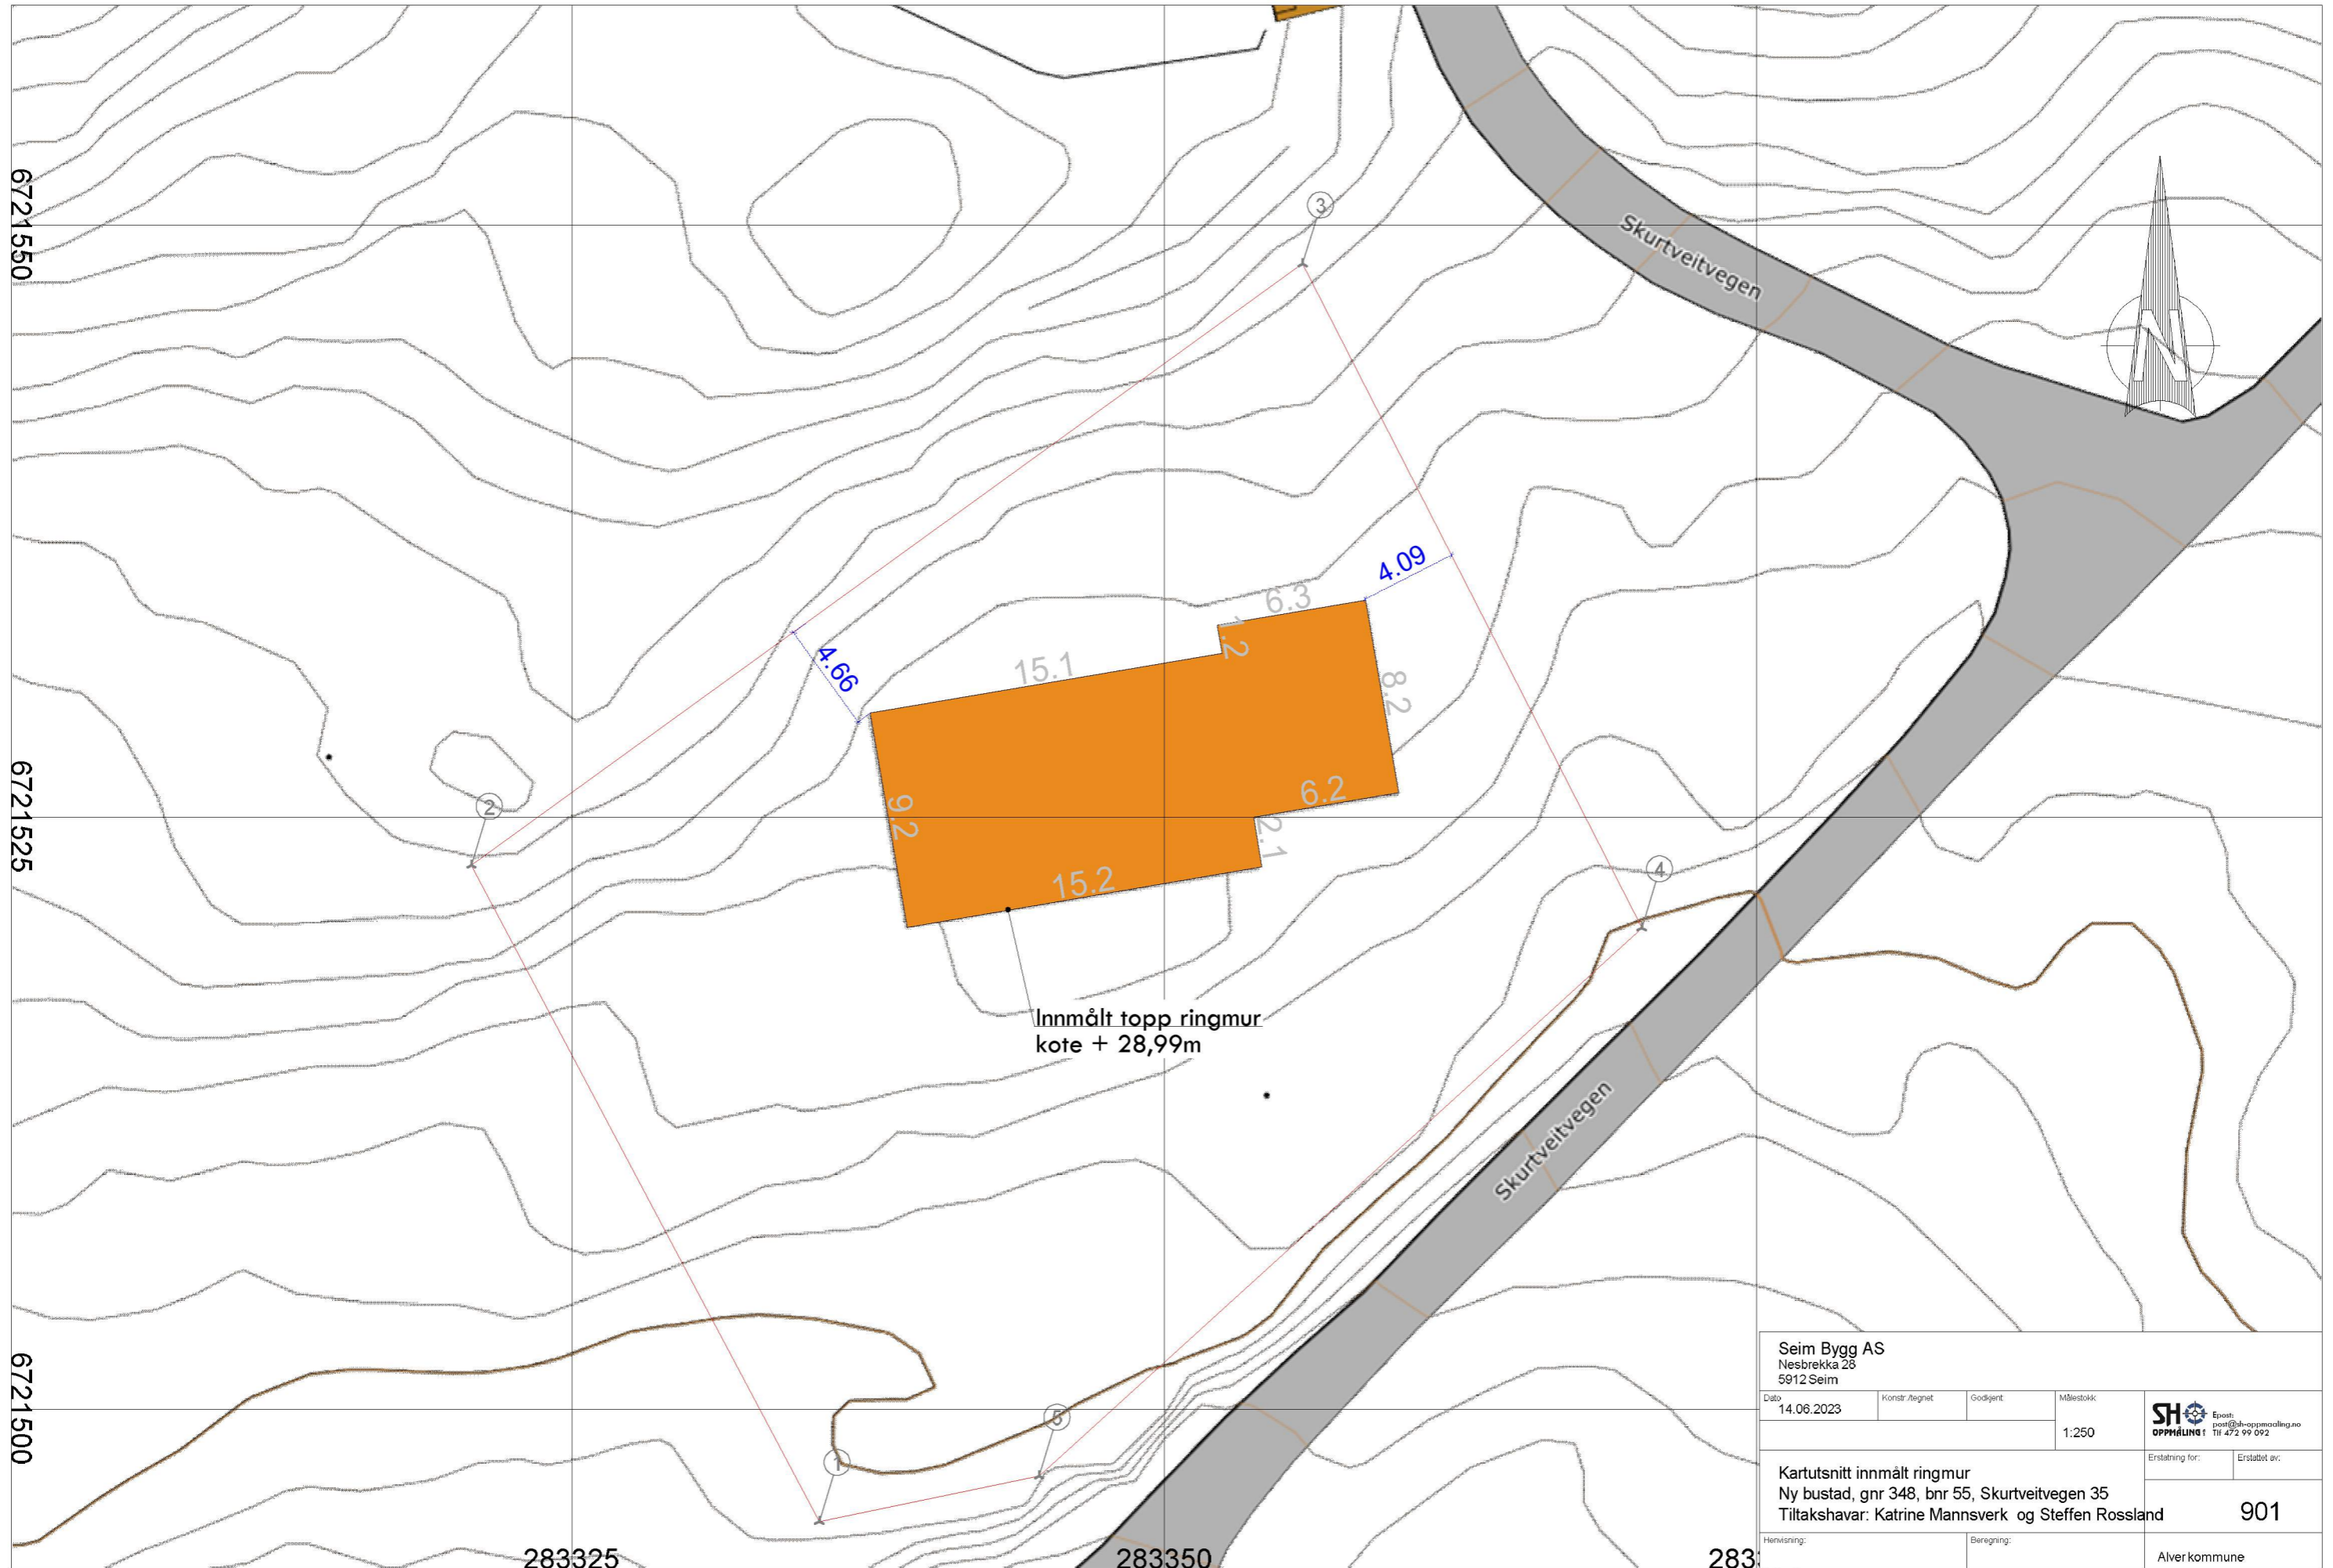 6721550
6721525
6721500
283325
283350
283
3
2
4
5
1
Skurtveitvegen
Skurtveitvegen
N
4.09
4.66
6.3
1.2
15.1
8.2
6.2
2.1
9.2
15.2
Innmålt topp ringmur
kote + 28,99m
Seim Bygg AS
Nesbrekka 28
5912 Seim
Dato
14.06.2023
Konstr./tegnet
Godkjent
Målestokk
1:250
SH
OPPMÅLING
Epost:
post@sh-oppmaaling.no
Tlf 472 99 092
Kartutsnitt innmålt ringmur
Ny bustad, gnr 348, bnr 55, Skurtveitvegen 35
Tiltakshavar: Katrine Mannsverk og Steffen Rossland
Erstatning for:
Erstattet av:
901
Henvisning:
Beregning:
Alver kommune